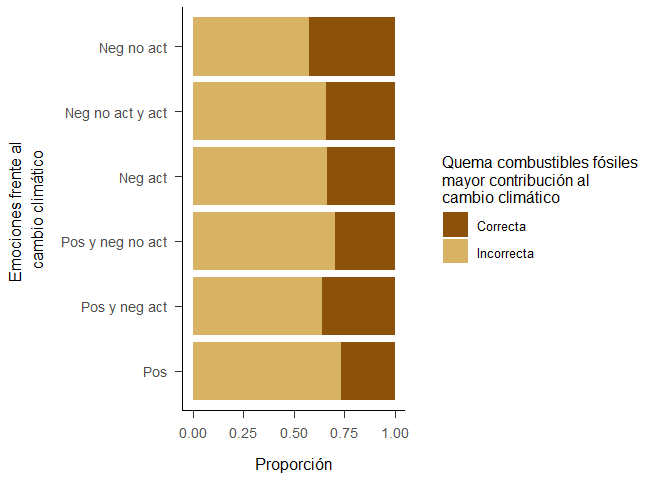 Neg no act
Neg no act y act
Neg act
Pos y neg no act
Pos y neg act
Pos
Emociones frente al
cambio climático
0.00
0.25
0.50
0.75
1.00
Proporción
Quema combustibles fósiles
mayor contribución al
cambio climático
Correcta
Incorrecta